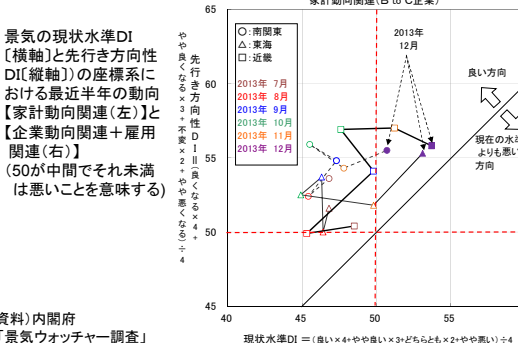 家計動向関連(B to C企業)
景気の現状水準DI
〔横軸〕と先行き方向性
DI〔縦軸〕)の座標系に
おける最近半年の動向
【家計動向関連(左)】と
【企業動向関連+雇用
関連(右)】
(50が中間でそれ未満
は悪いことを意味する)
資料)内閣府
「景気ウォッチャー調査」
先行き方向性DI=(良くなる×4+
やや良くなる×3+不変×2+やや悪くなる)÷4
65
60
55
50
45
40
45
50
55
○:南関東
△:東海
□:近畿
2013年 7月
2013年 8月
2013年 9月
2013年 10月
2013年 11月
2013年 12月
2013年
12月
良い方向
現在の水準
よりも悪い
方向
現状水準DI =(良い×4+やや良い×3+どちらとも×2+やや悪い)÷4